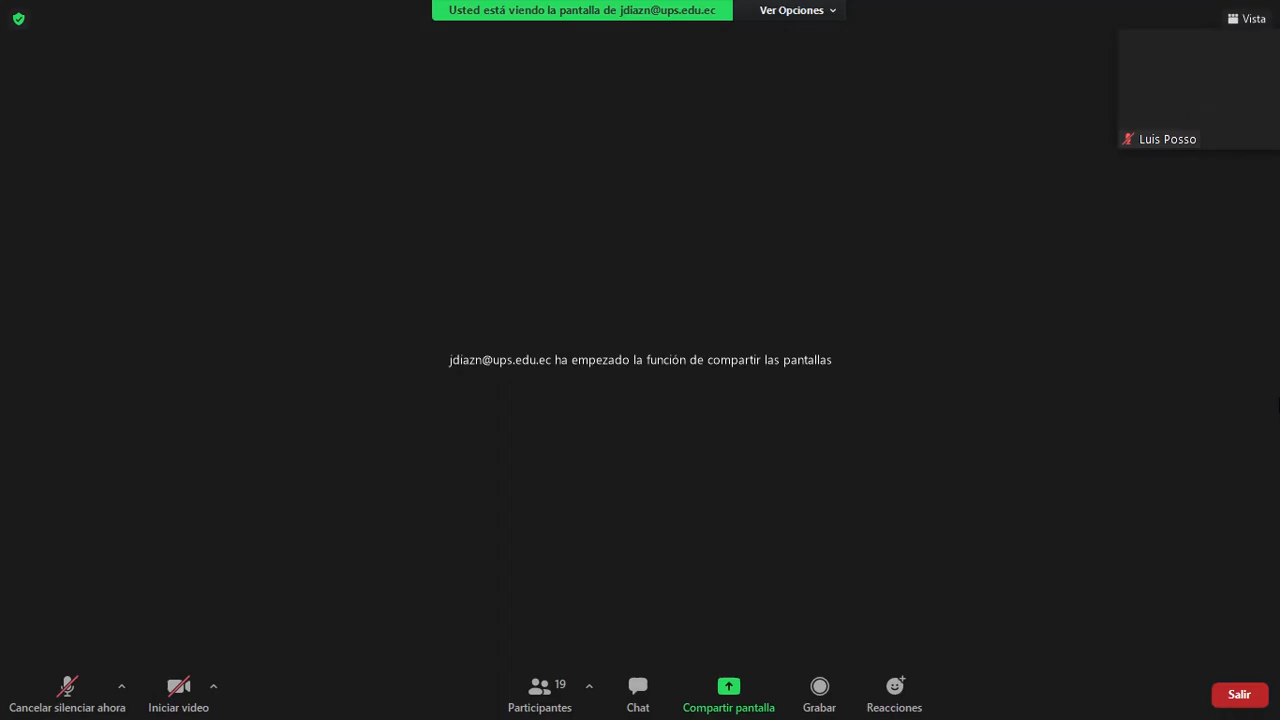 Usted está viendo la pantalla de jdiazn@ups.edu.ec
Ver Opciones
Vista
Luis Posso
jdiazn@ups.edu.ec ha empezado la función de compartir las pantallas
19
Cancelar silenciar ahora
Iniciar video
Participantes
Chat
Compartir pantalla
Grabar
Reacciones
Salir